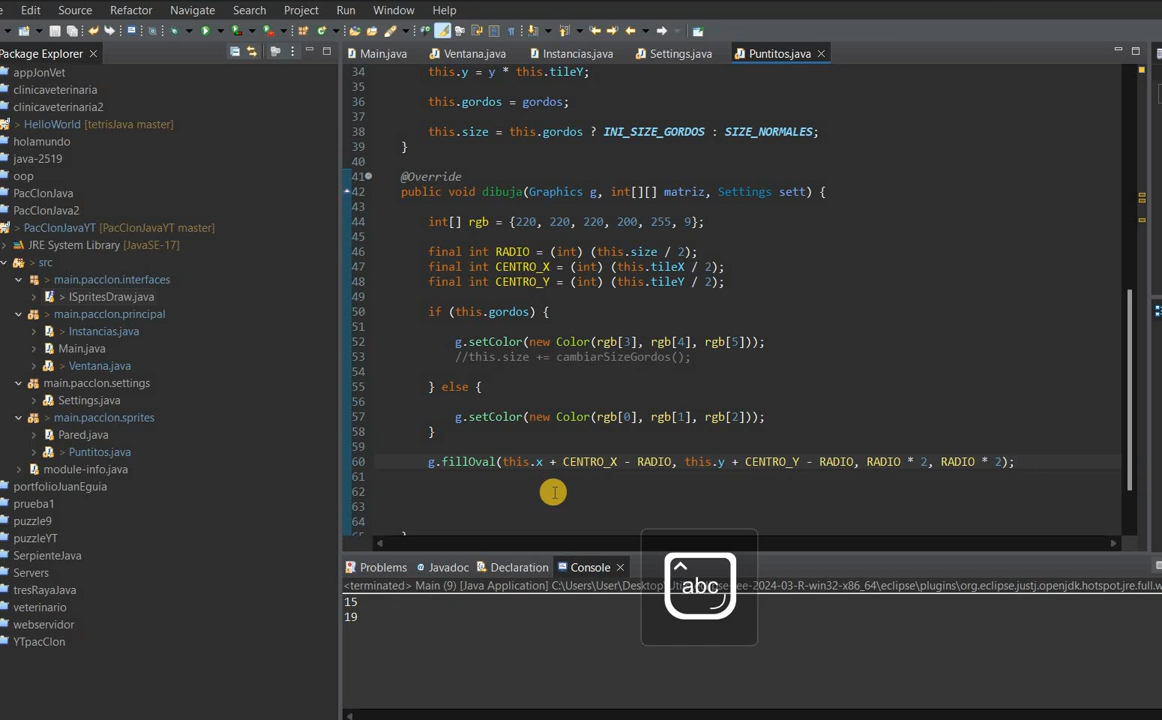 Edit Source Refactor Navigate Search Project Run Window Help
Package Explorer
Main.java Ventana.java Instancias.java Settings.java Puntitos.java
appJonVet
clinicaveterinaria
clinicaveterinaria2
> HelloWorld [tetrisJava master]
holamundo
java-2519
oop
PacClonJava
PacClonJava2
> PacClonJavaYT [PacClonJavaYT master]
JRE System Library [JavaSE-17]
> src
> main.pacclon.interfaces
> ISpritesDraw.java
> main.pacclon.principal
> Instancias.java
Main.java
> Ventana.java
main.pacclon.settings
Settings.java
> main.pacclon.sprites
Pared.java
> Puntitos.java
module-info.java
portfolioJuanEguia
prueba1
puzzle9
puzzleYT
SerpienteJava
Servers
tresRayaJava
veterinario
webservidor
YTpacClon
34 this.y = y * this.tileY;
35
36 this.gordos = gordos;
37
38 this.size = this.gordos ? INI_SIZE_GORDOS : SIZE_NORMALES;
39 }
40
41 @Override
42 public void dibuja(Graphics g, int[][] matriz, Settings sett) {
43
44 int[] rgb = {220, 220, 220, 200, 255, 9};
45
46 final int RADIO = (int) (this.size / 2);
47 final int CENTRO_X = (int) (this.tileX / 2);
48 final int CENTRO_Y = (int) (this.tileY / 2);
49
50 if (this.gordos) {
51
52 g.setColor(new Color(rgb[3], rgb[4], rgb[5]));
53 //this.size += cambiarSizeGordos();
54
55 } else {
56
57 g.setColor(new Color(rgb[0], rgb[1], rgb[2]));
58 }
59
60 g.fillOval(this.x + CENTRO_X - RADIO, this.y + CENTRO_Y - RADIO, RADIO * 2, RADIO * 2);
61
62
63
64
abc
Problems Javadoc Declaration Console
<terminated> Main (9) [Java Application] C:\Users\User\Desktop\ee-2024-03-R-win32-x86_64\eclipse\plugins\org.eclipse.justj.openjdk.hotspot.jre.full.w
15
19